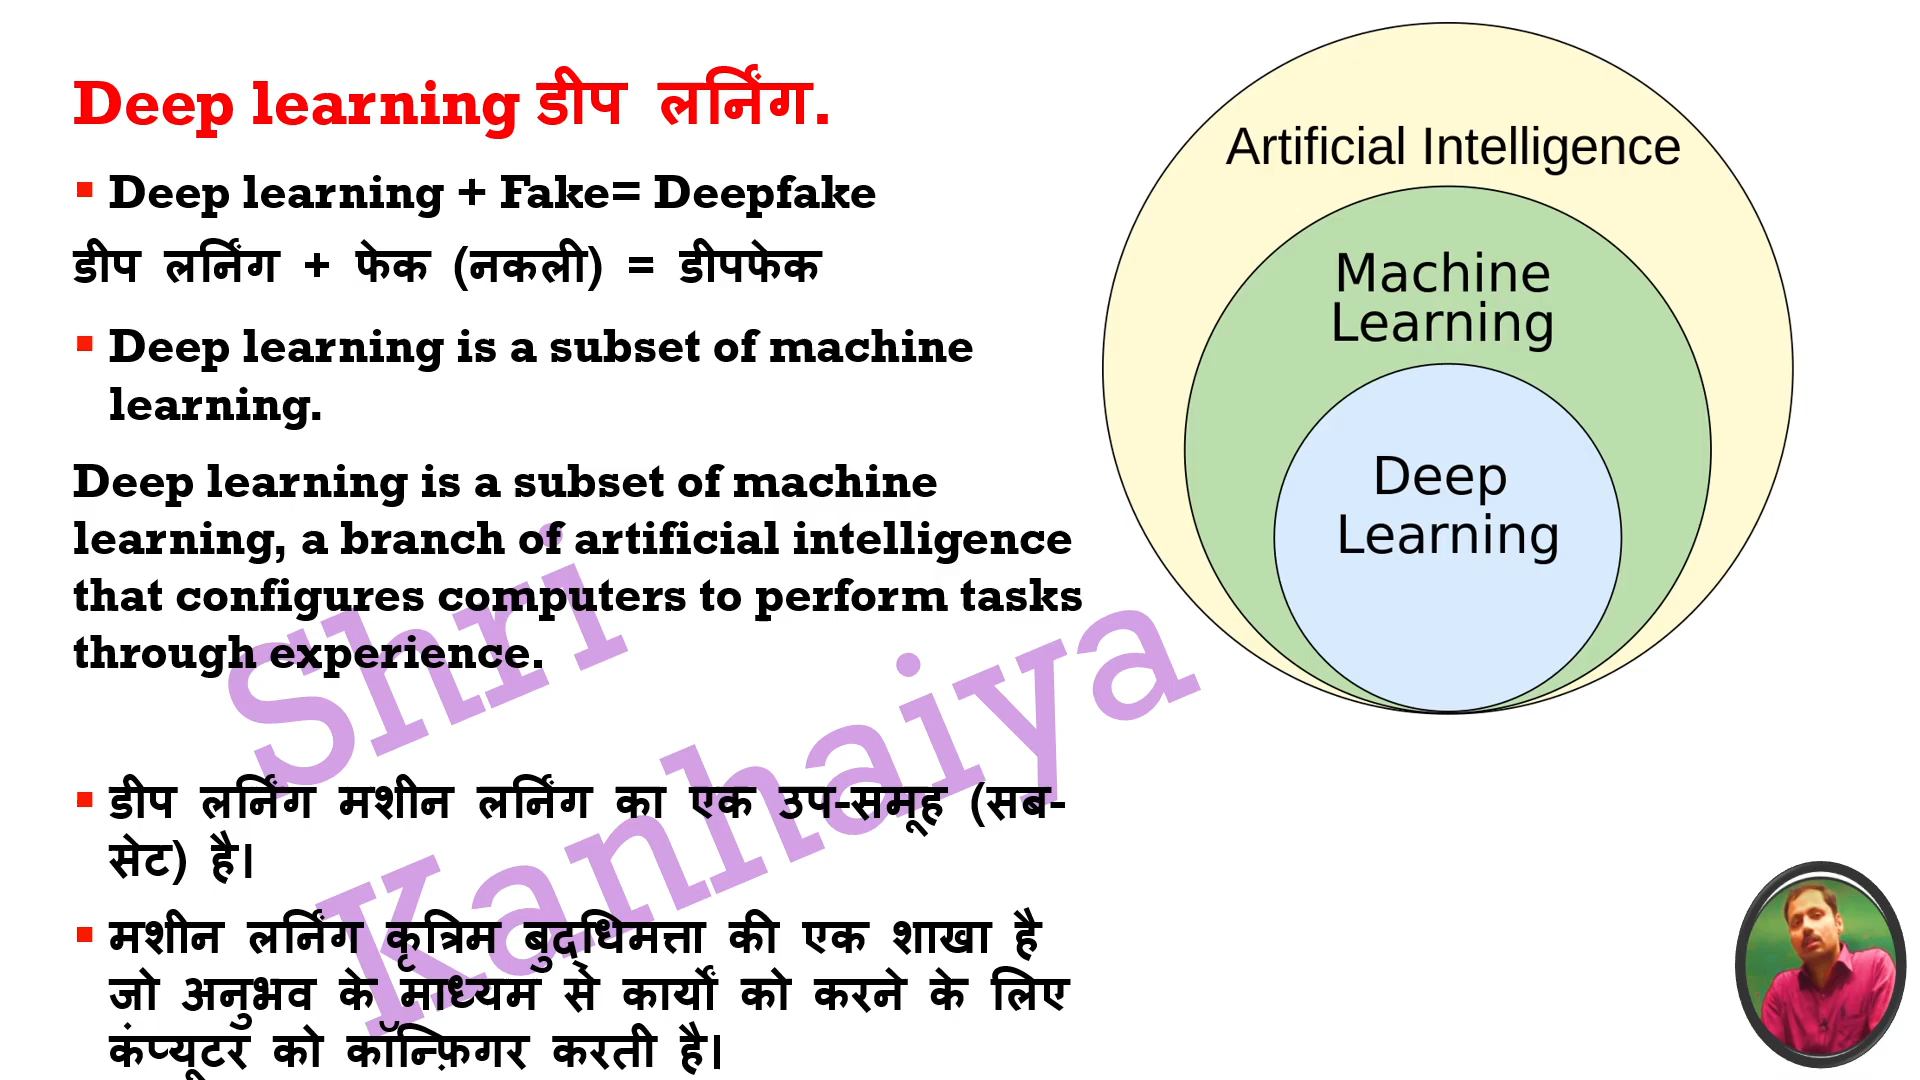 Deep learning डीप लर्निंग.
Deep learning + Fake= Deepfake
डीप लर्निंग + फेक (नकली) = डीपफेक
Deep learning is a subset of machine
learning.
Deep learning is a subset of machine
learning, a branch of artificial intelligence
that configures computers to perform tasks
through experience.
डीप लर्निंग मशीन लर्निंग का एक उप-समूह (सब-
सेट) है।
मशीन लर्निंग कृत्रिम बुद्धिमत्ता की एक शाखा है
जो अनुभव के माध्यम से कार्यों को करने के लिए
कंप्यूटर को कॉन्फ़िगर करती है।
Shri
Kanhaiya
Artificial Intelligence
Machine
Learning
Deep
Learning